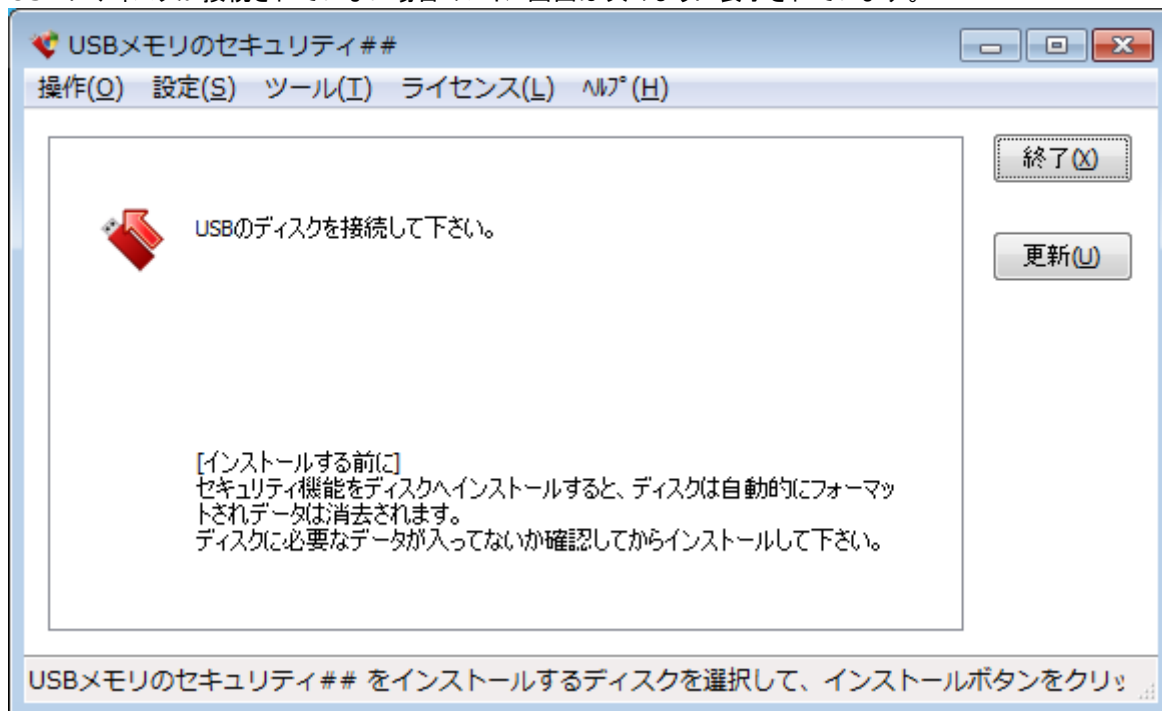 USBメモリのセキュリティ##
操作(O) 設定(S) ツール(T) ライセンス(L) ﾍﾙﾌﾟ(H)
終了(X)
USBのディスクを接続して下さい。
更新(U)
[インストールする前に]
セキュリティ機能をディスクへインストールすると、ディスクは自動的にフォーマッ
トされデータは消去されます。
ディスクに必要なデータが入ってないか確認してからインストールして下さい。
USBメモリのセキュリティ## をインストールするディスクを選択して、インストールボタンをクリッ